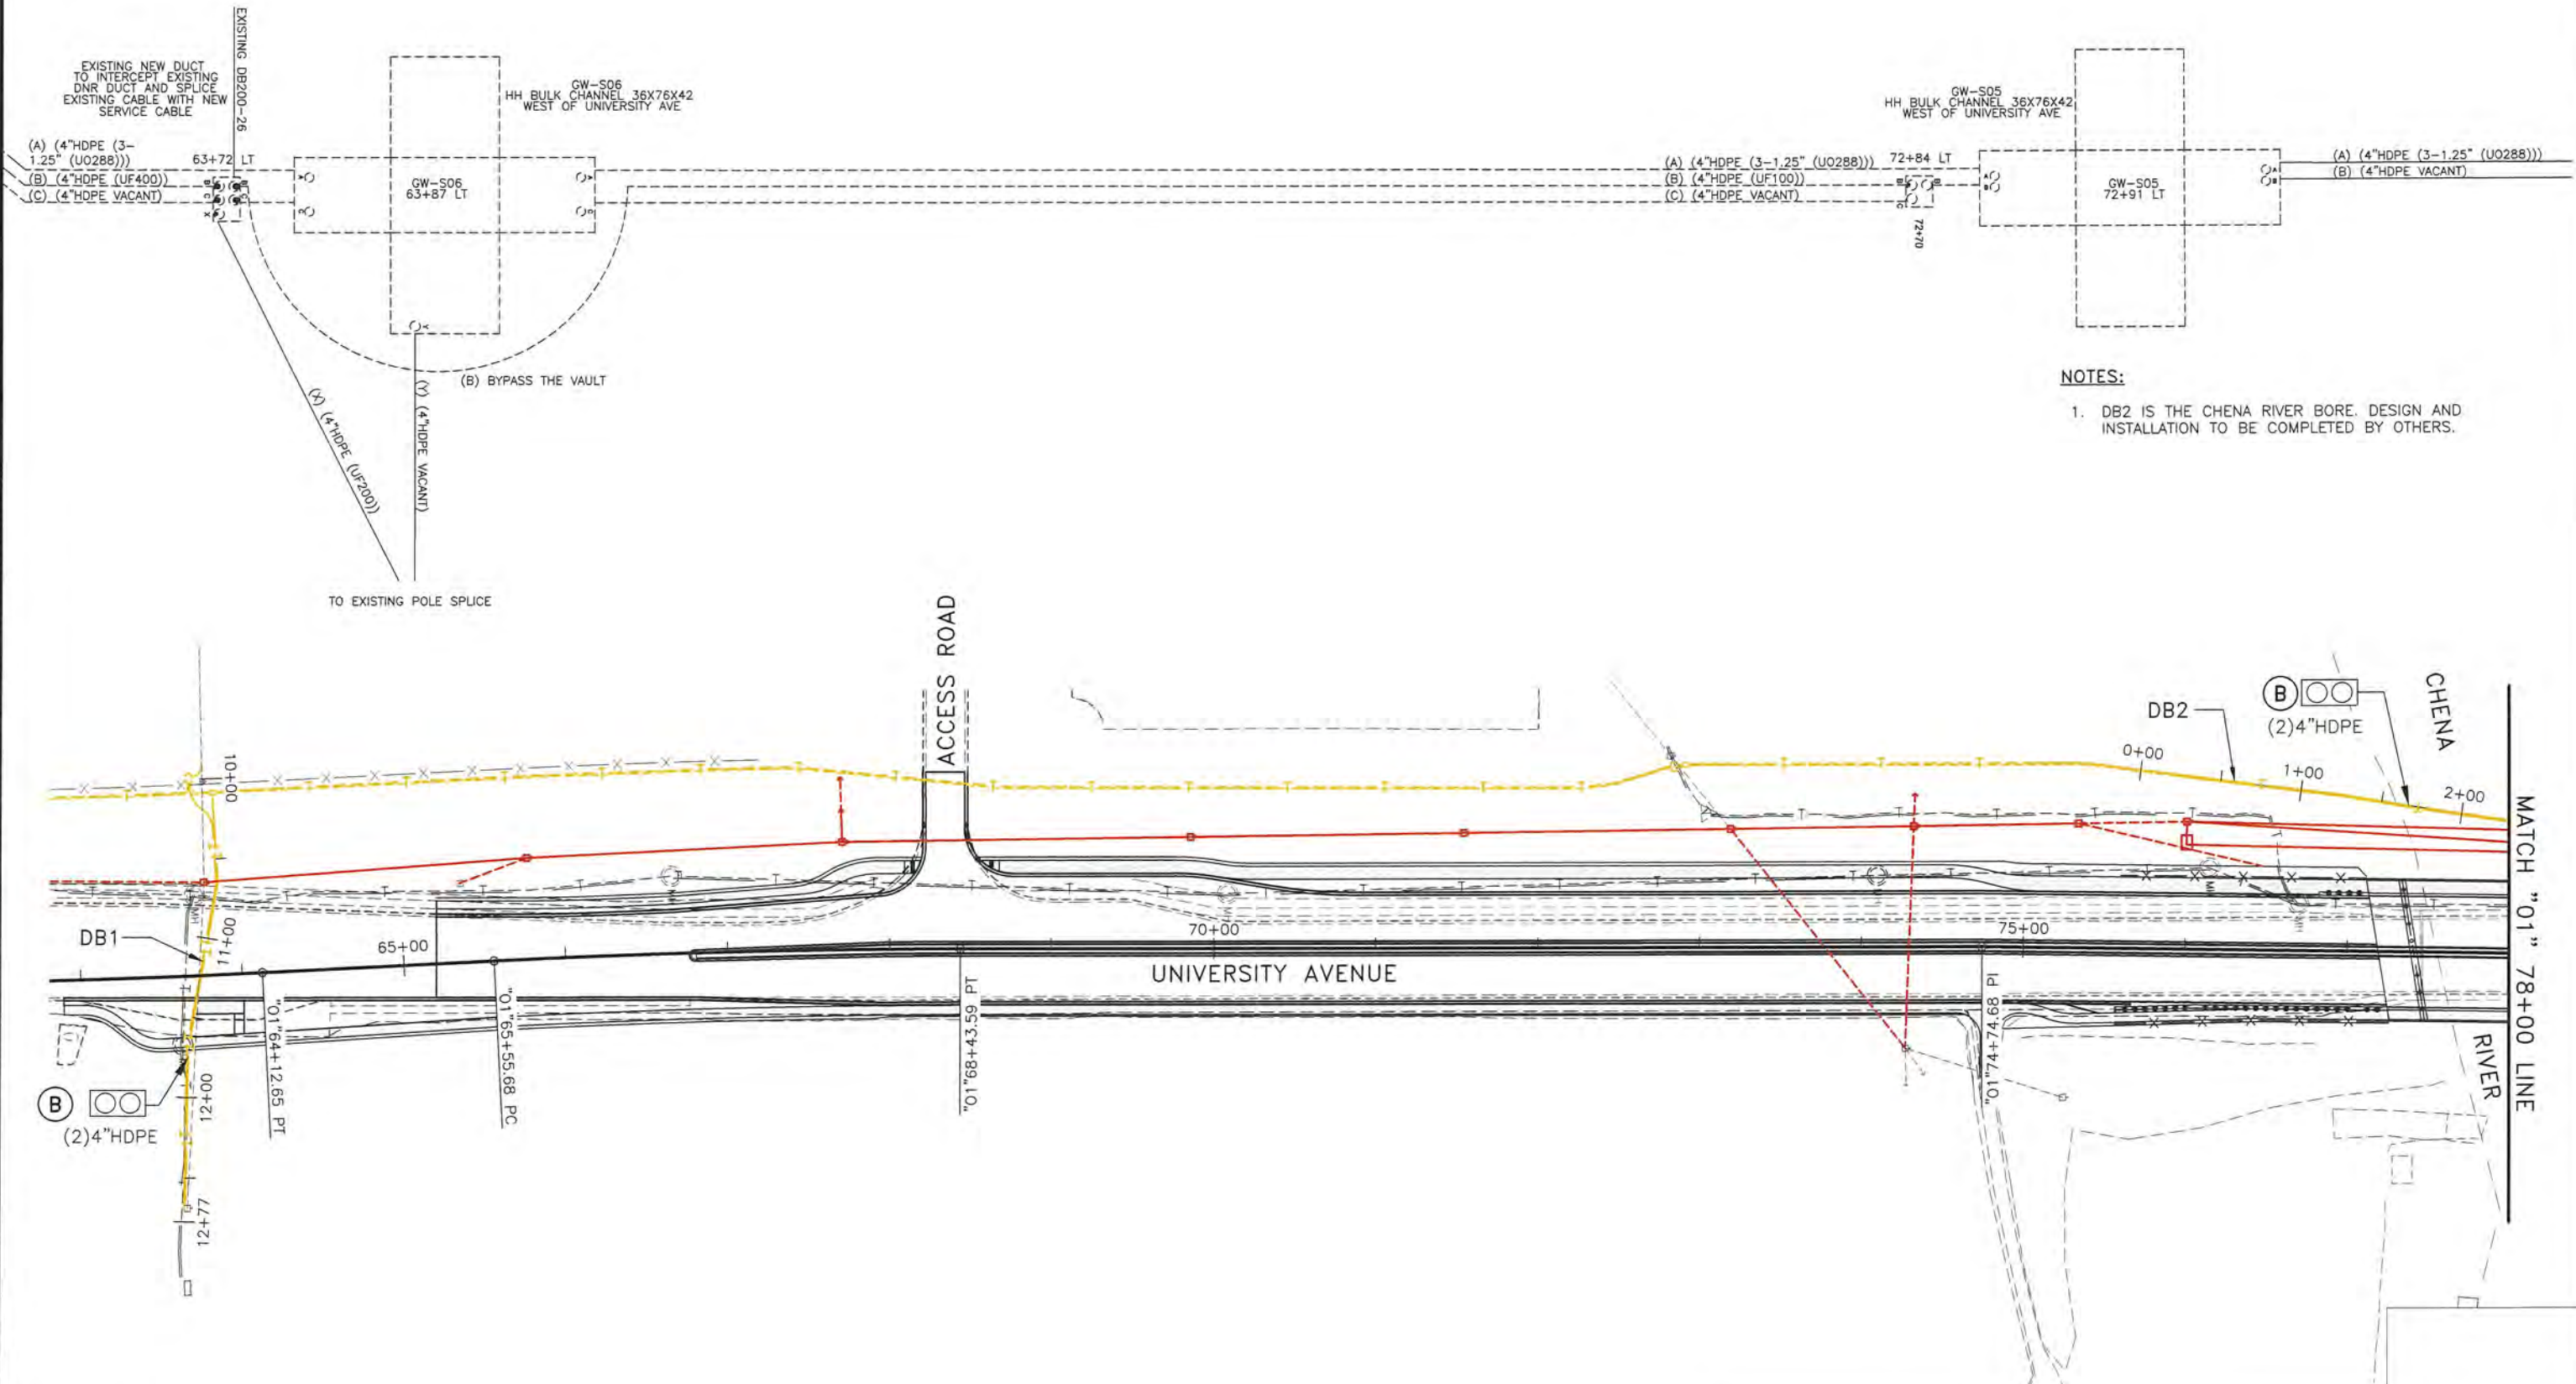 EXISTING NEW DUCT
TO INTERCEPT EXISTING
DNR DUCT AND SPLICE
EXISTING CABLE WITH NEW
SERVICE CABLE
EXISTING DB200-26
(A) (4"HDPE (3-
1.25" (UO288)))
(B) (4"HDPE (UF400))
(C) (4"HDPE VACANT)
63+72 LT
GW-S06
63+87 LT
GW-S06
HH BULK CHANNEL 36X76X42
WEST OF UNIVERSITY AVE
(B) BYPASS THE VAULT
(X) (4"HDPE (UF200))
(Y) (4"HDPE VACANT)
TO EXISTING POLE SPLICE
(A) (4"HDPE (3-1.25" (UO288)))
(B) (4"HDPE (UF100))
(C) (4"HDPE VACANT)
72+84 LT
72+70
GW-S05
HH BULK CHANNEL 36X76X42
WEST OF UNIVERSITY AVE
GW-S05
72+91 LT
(A) (4"HDPE (3-1.25" (UO288)))
(B) (4"HDPE VACANT)
NOTES:
1. DB2 IS THE CHENA RIVER BORE. DESIGN AND
INSTALLATION TO BE COMPLETED BY OTHERS.
ACCESS ROAD
DB2
B
(2)4"HDPE
CHENA
RIVER
0+00
1+00
2+00
MATCH "01" 78+00 LINE
10+00
11+00
12+00
12+77
DB1
B
(2)4"HDPE
65+00
70+00
75+00
UNIVERSITY AVENUE
"01"64+12.65 PT
"01"65+55.68 PC
"01"68+43.59 PT
"01"74+74.68 PI
MH
MH